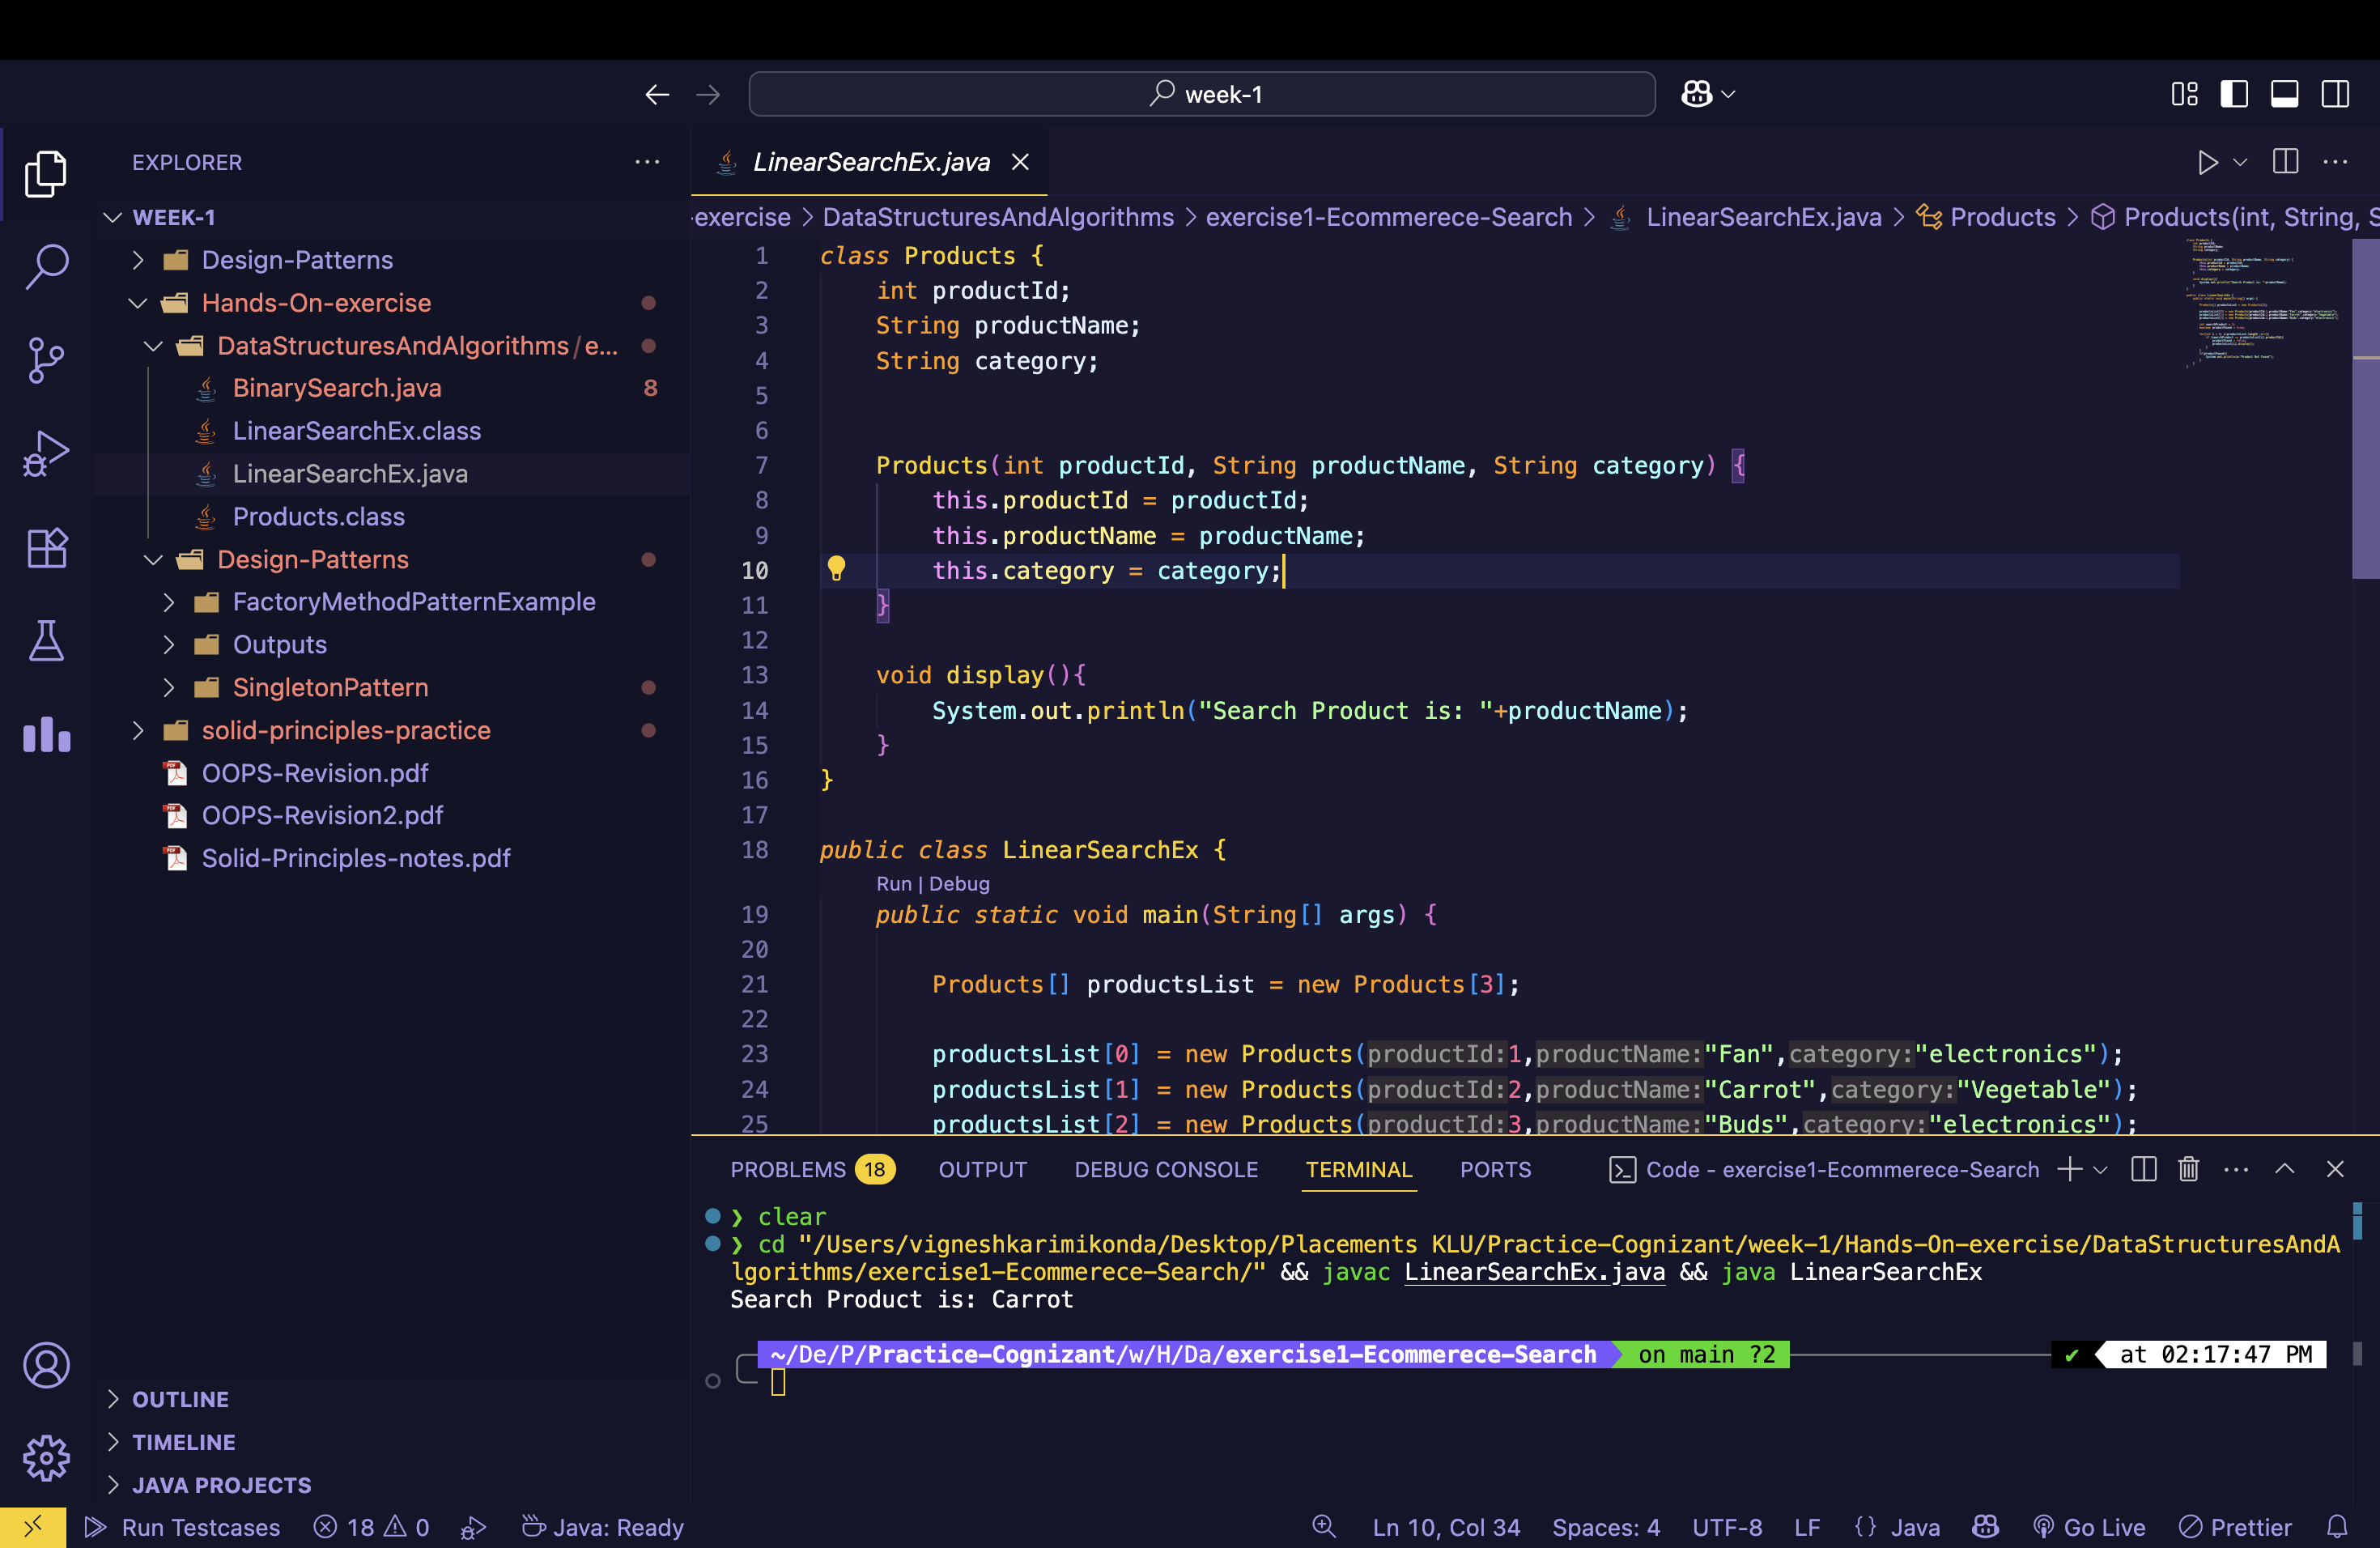 week-1
EXPLORER
WEEK-1
Design-Patterns
Hands-On-exercise
DataStructuresAndAlgorithms/e...
BinarySearch.java 8
LinearSearchEx.class
LinearSearchEx.java
Products.class
Design-Patterns
FactoryMethodPatternExample
Outputs
SingletonPattern
solid-principles-practice
OOPS-Revision.pdf
OOPS-Revision2.pdf
Solid-Principles-notes.pdf
OUTLINE
TIMELINE
JAVA PROJECTS
LinearSearchEx.java
-exercise > DataStructuresAndAlgorithms > exercise1-Ecommerece-Search > LinearSearchEx.java > Products > Products(int, String, S
1 class Products {
2 int productId;
3 String productName;
4 String category;
5
6
7 Products(int productId, String productName, String category) {
8 this.productId = productId;
9 this.productName = productName;
10 this.category = category;
11 }
12
13 void display(){
14 System.out.println("Search Product is: "+productName);
15 }
16 }
17
18 public class LinearSearchEx {
Run | Debug
19 public static void main(String[] args) {
20
21 Products[] productsList = new Products[3];
22
23 productsList[0] = new Products(productId:1,productName:"Fan",category:"electronics");
24 productsList[1] = new Products(productId:2,productName:"Carrot",category:"Vegetable");
25 productsList[2] = new Products(productId:3,productName:"Buds",category:"electronics");
PROBLEMS 18 OUTPUT DEBUG CONSOLE TERMINAL PORTS Code - exercise1-Ecommerece-Search
❯ clear
❯ cd "/Users/vigneshkarimikonda/Desktop/Placements KLU/Practice-Cognizant/week-1/Hands-On-exercise/DataStructuresAndA
lgorithms/exercise1-Ecommerece-Search/" && javac LinearSearchEx.java && java LinearSearchEx
Search Product is: Carrot
~/De/P/Practice-Cognizant/w/H/Da/exercise1-Ecommerece-Search on main ?2 ✔ at 02:17:47 PM
Run Testcases 18 0 Java: Ready Ln 10, Col 34 Spaces: 4 UTF-8 LF {} Java Go Live Prettier